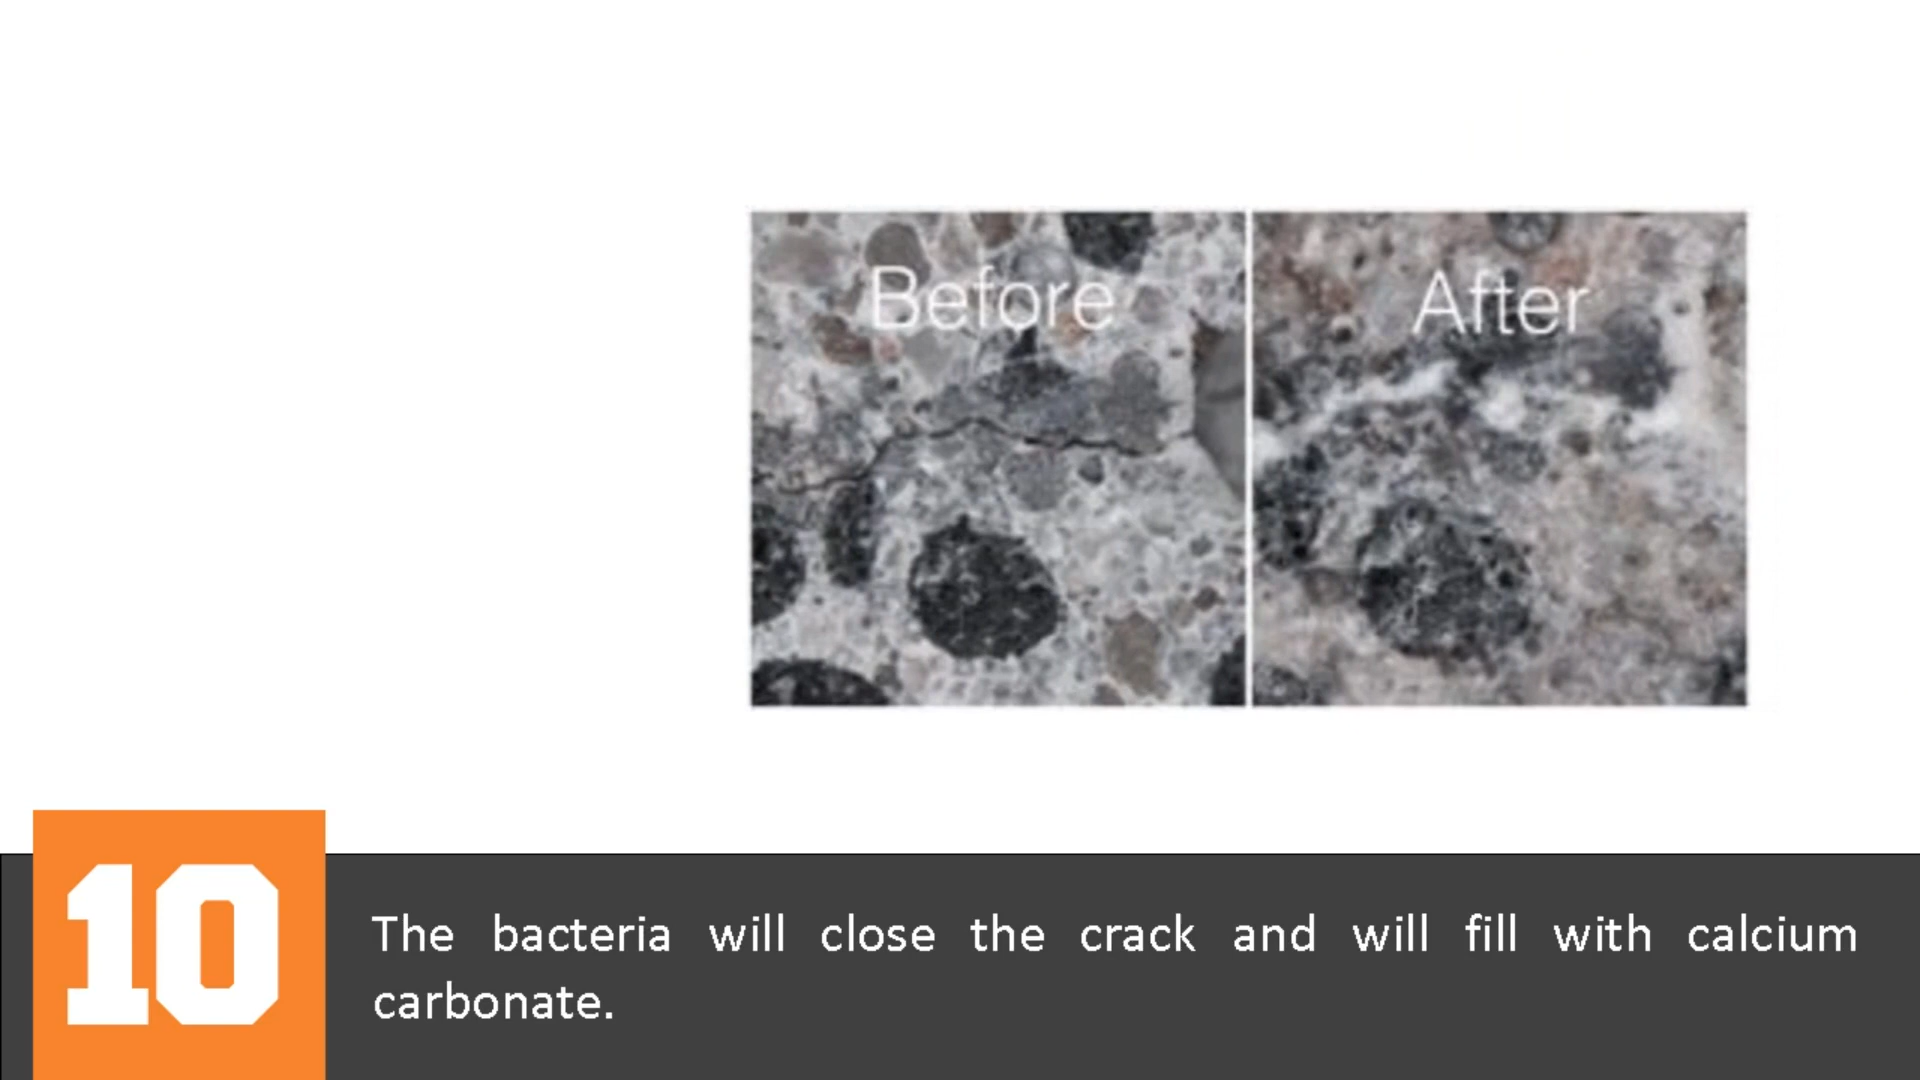 Before
After
10
The bacteria will close the crack and will fill with calcium
carbonate.